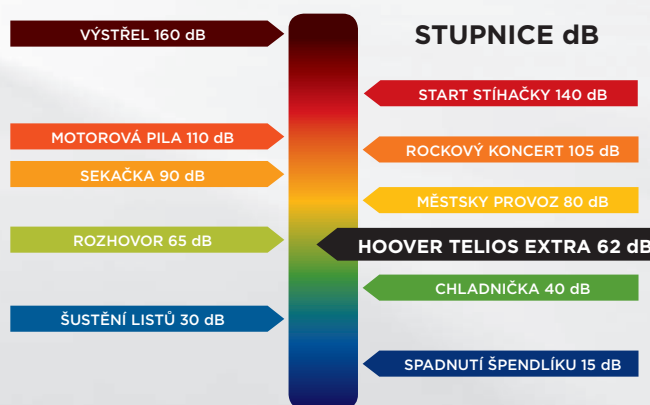 STUPNICE dB
VÝSTŘEL 160 dB
START STÍHAČKY 140 dB
MOTOROVÁ PILA 110 dB
ROCKOVÝ KONCERT 105 dB
SEKAČKA 90 dB
MĚSTSKY PROVOZ 80 dB
ROZHOVOR 65 dB
HOOVER TELIOS EXTRA 62 dB
CHLADNIČKA 40 dB
ŠUSTĚNÍ LISTŮ 30 dB
SPADNUTÍ ŠPENDLÍKU 15 dB